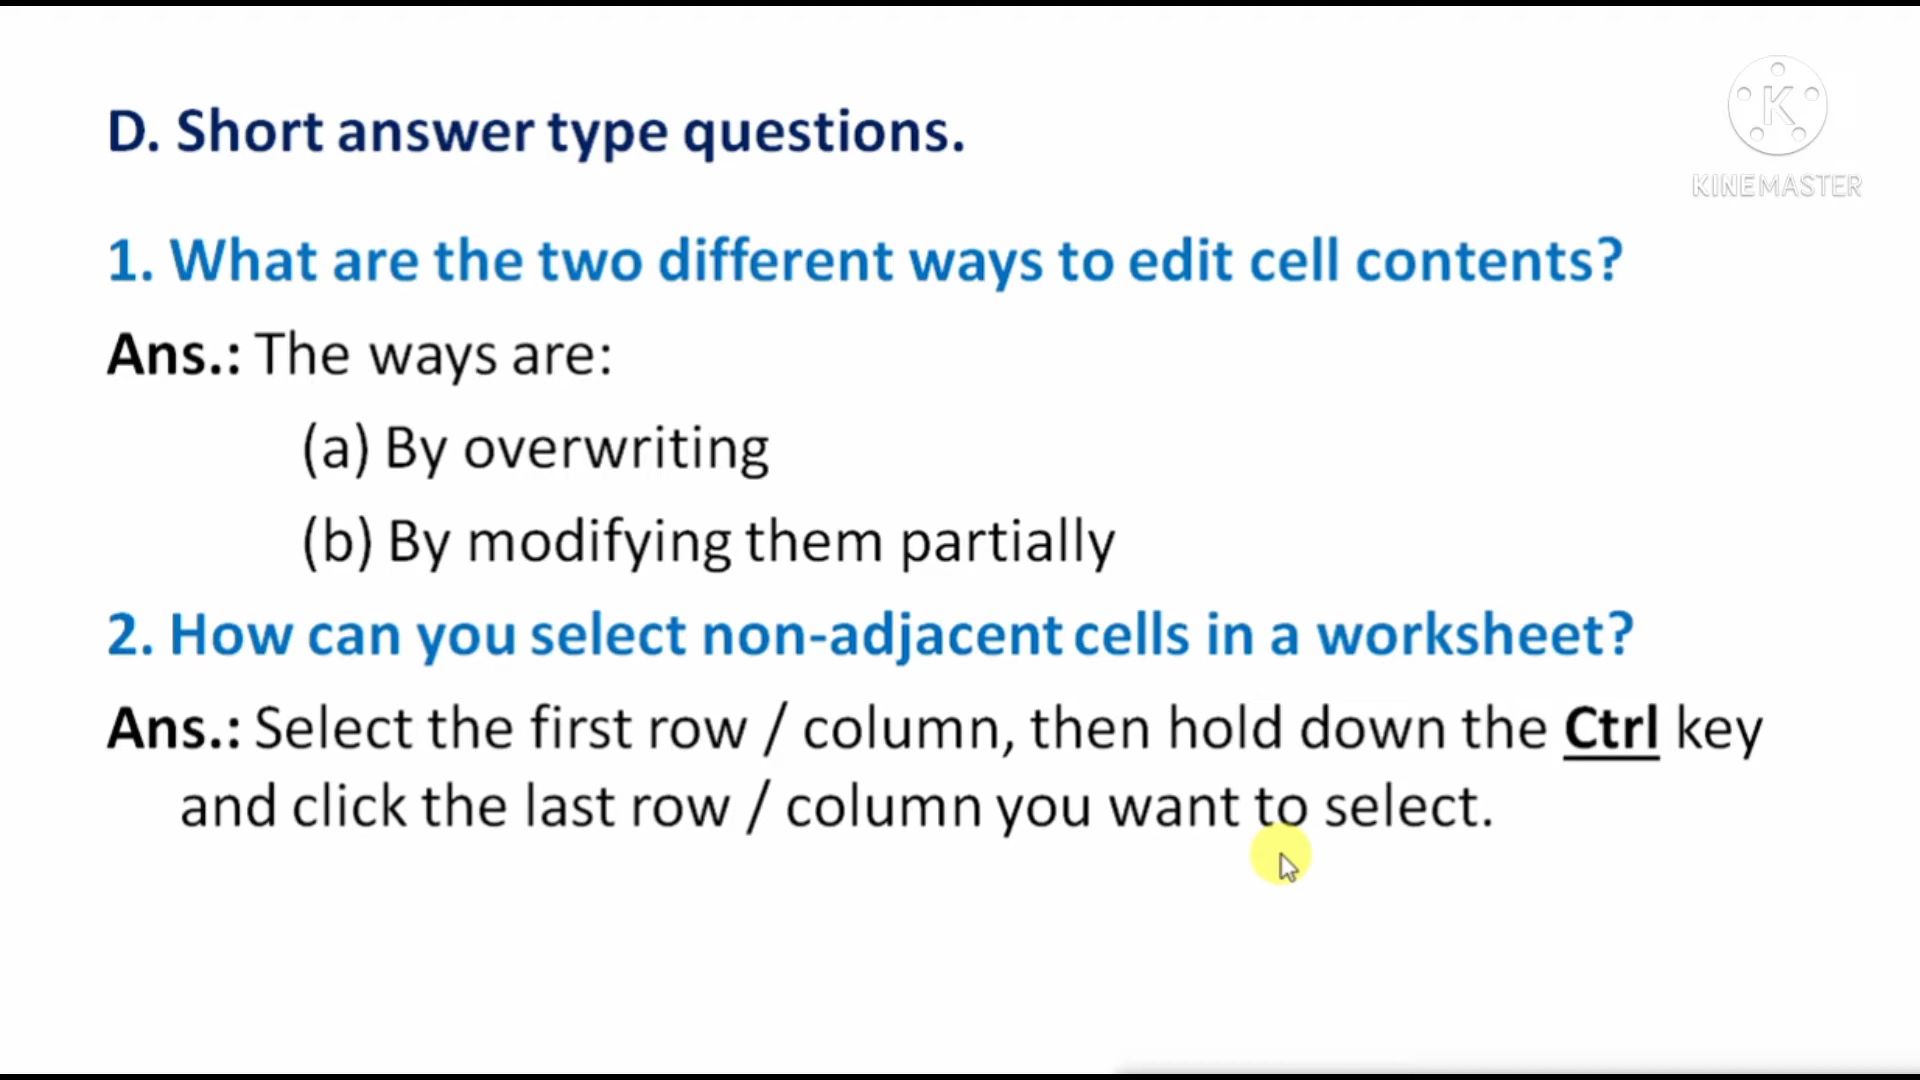 D. Short answer type questions.
K
KINEMASTER
1. What are the two different ways to edit cell contents?
Ans.: The ways are:
(a) By overwriting
(b) By modifying them partially
2. How can you select non-adjacent cells in a worksheet?
Ans.: Select the first row / column, then hold down the Ctrl key
and click the last row / column you want to select.